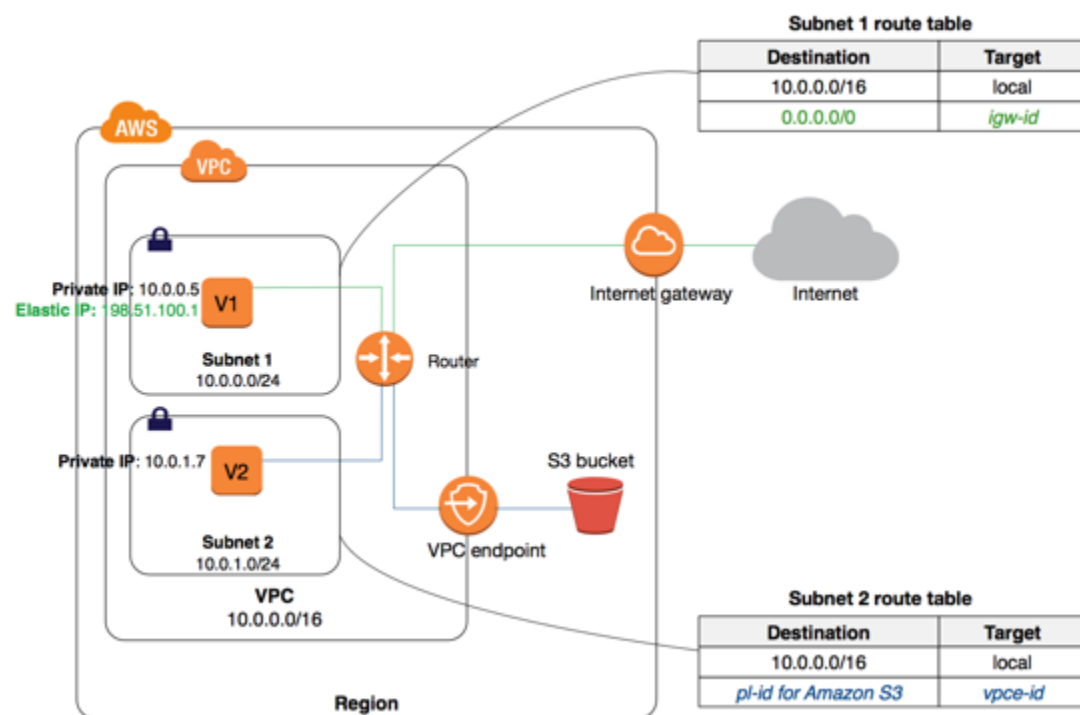 Subnet 1 route table
Destination Target
10.0.0.0/16 local
0.0.0.0/0 igw-id
AWS
VPC
Private IP: 10.0.0.5
Elastic IP: 198.51.100.1
V1
Subnet 1
10.0.0.0/24
Router
Internet gateway
Internet
Private IP: 10.0.1.7
V2
Subnet 2
10.0.1.0/24
S3 bucket
VPC endpoint
VPC
10.0.0.0/16
Region
Subnet 2 route table
Destination Target
10.0.0.0/16 local
pl-id for Amazon S3 vpce-id